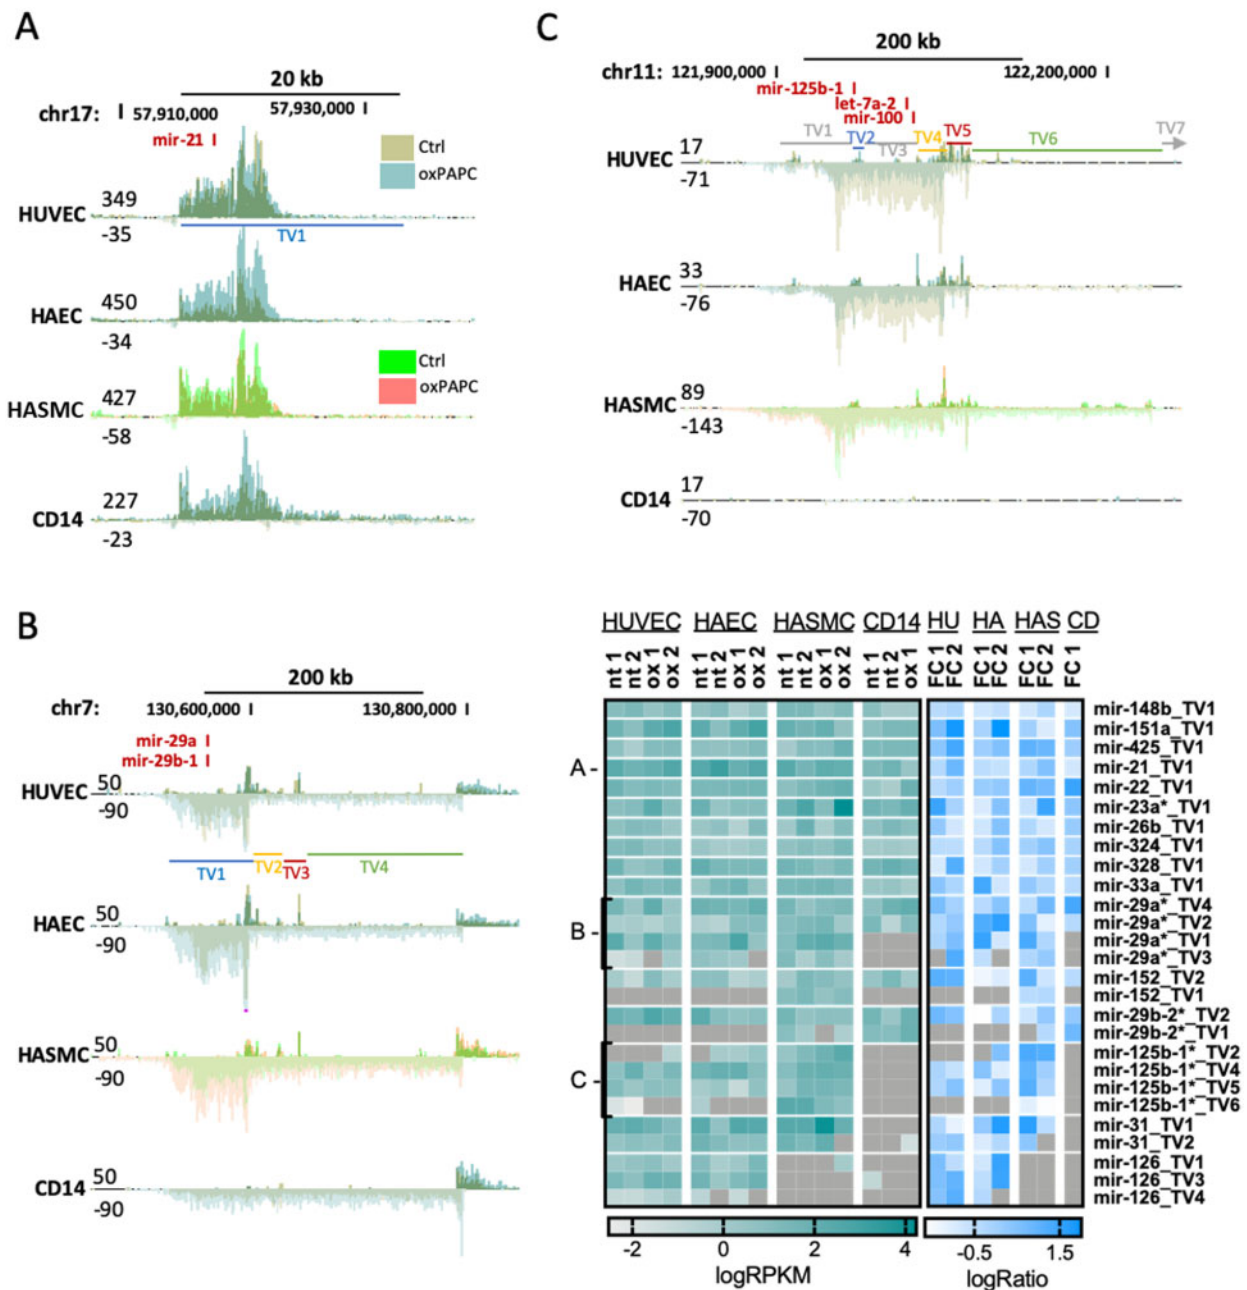 A
20 kb
chr17: 57,910,000 57,930,000
mir-21
Ctrl
oxPAPC
HUVEC 349 -35
TV1
HAEC 450 -34
Ctrl
oxPAPC
HASMC 427 -58
CD14 227 -23
C
200 kb
chr11: 121,900,000 122,200,000
mir-125b-1
let-7a-2
mir-100
TV1 TV2 TV3 TV4 TV5 TV6 TV7
HUVEC 17 -71
HAEC 33 -76
HASMC 89 -143
CD14 17 -70
B
200 kb
chr7: 130,600,000 130,800,000
mir-29a
mir-29b-1
HUVEC 50 -90
TV1 TV2 TV3 TV4
HAEC 50 -90
HASMC 50 -90
CD14 50 -90
HUVEC HAEC HASMC CD14 HU HA HAS CD
nt 1 nt 2 ox 1 ox 2 nt 1 nt 2 ox 1 ox 2 nt 1 nt 2 ox 1 ox 2 nt 1 nt 2 ox 1 FC 1 FC 2 FC 1 FC 2 FC 1 FC 2 FC 1
mir-148b_TV1
mir-151a_TV1
mir-425_TV1
A - mir-21_TV1
mir-22_TV1
mir-23a*_TV1
mir-26b_TV1
mir-324_TV1
mir-328_TV1
mir-33a_TV1
mir-29a*_TV4
mir-29a*_TV2
B - mir-29a*_TV1
mir-29a*_TV3
mir-152_TV2
mir-152_TV1
mir-29b-2*_TV2
mir-29b-2*_TV1
mir-125b-1*_TV2
C - mir-125b-1*_TV4
mir-125b-1*_TV5
mir-125b-1*_TV6
mir-31_TV1
mir-31_TV2
mir-126_TV1
mir-126_TV3
mir-126_TV4
-2 0 2 4 -0.5 1.5
logRPKM logRatio